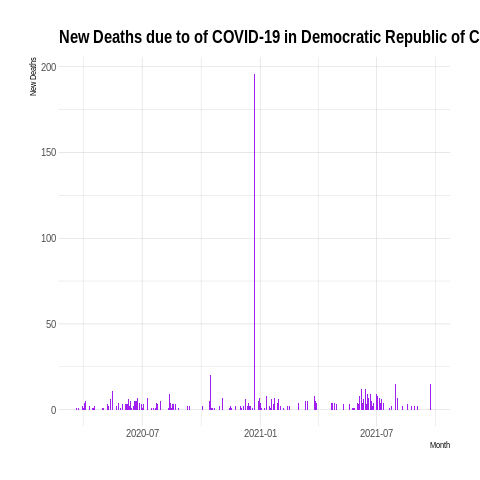 New Deaths due to of COVID-19 in Democratic Republic of C
New Deaths
200
150
100
50
0
2020-07 2021-01 2021-07
Month